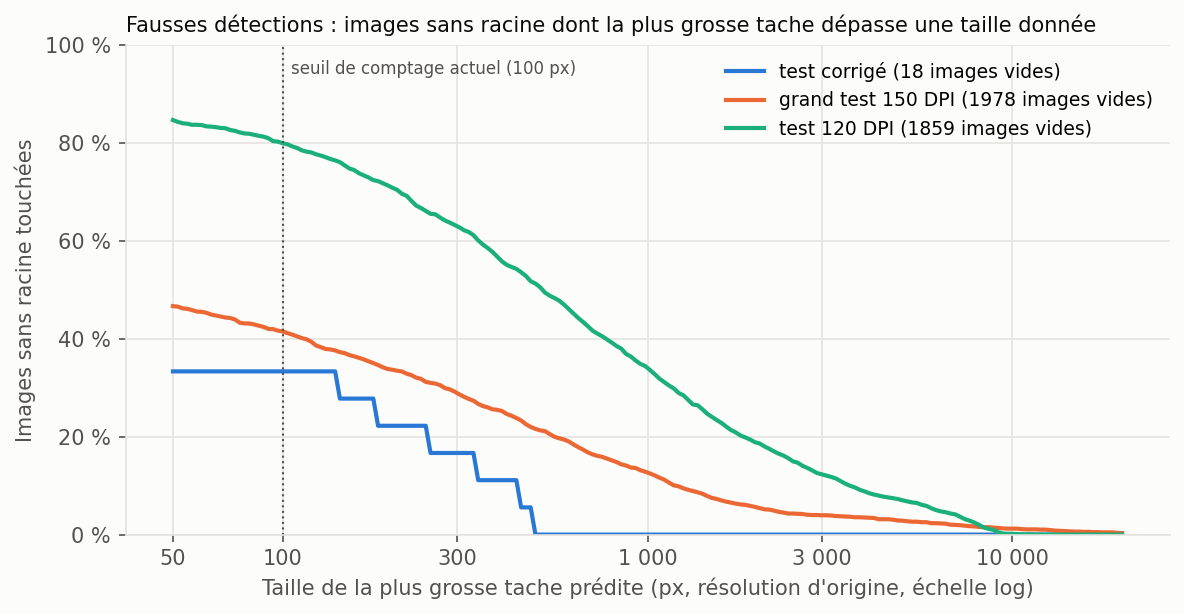 Fausses détections : images sans racine dont la plus grosse tache dépasse une taille donnée
100 %
80 %
60 %
40 %
20 %
0 %
Images sans racine touchées
seuil de comptage actuel (100 px)
test corrigé (18 images vides)
grand test 150 DPI (1978 images vides)
test 120 DPI (1859 images vides)
50
100
300
1 000
3 000
10 000
Taille de la plus grosse tache prédite (px, résolution d'origine, échelle log)